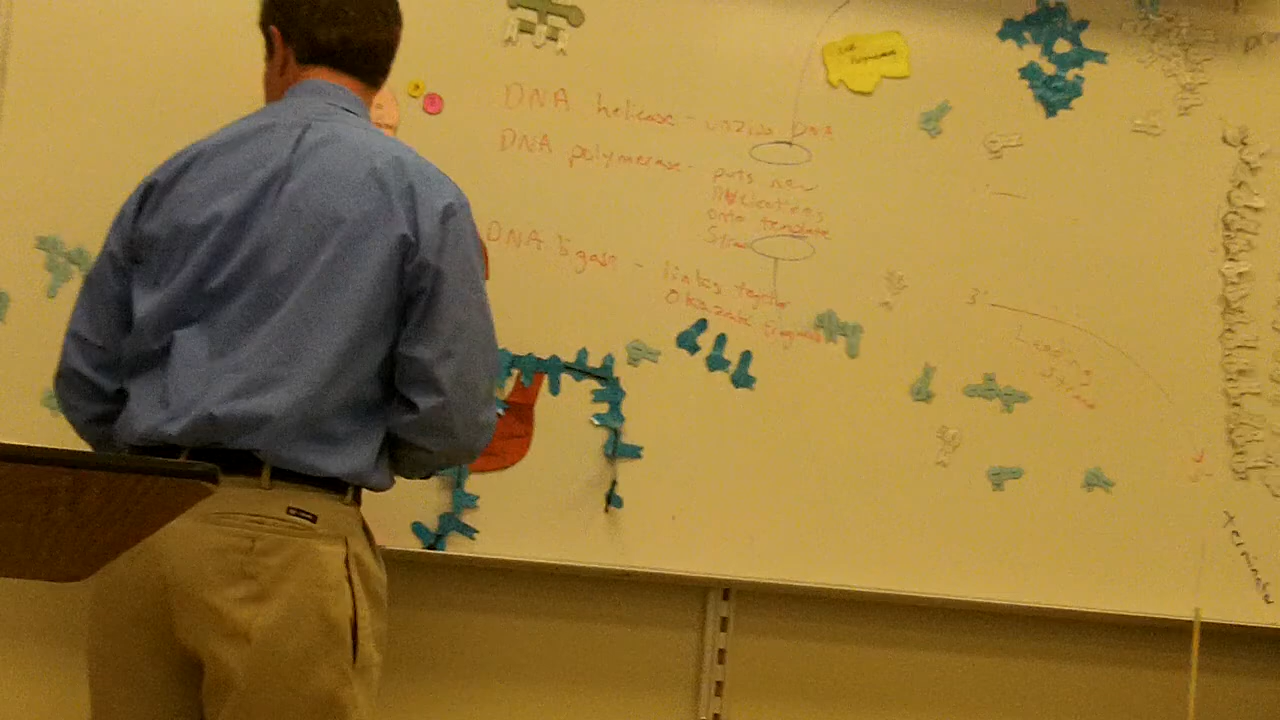 DNA helicase - unzips DNA
DNA polymerase - puts new
Nucleotides
onto template
DNA ligase - links together
Okazaki fragments
3'
Leading
Strand